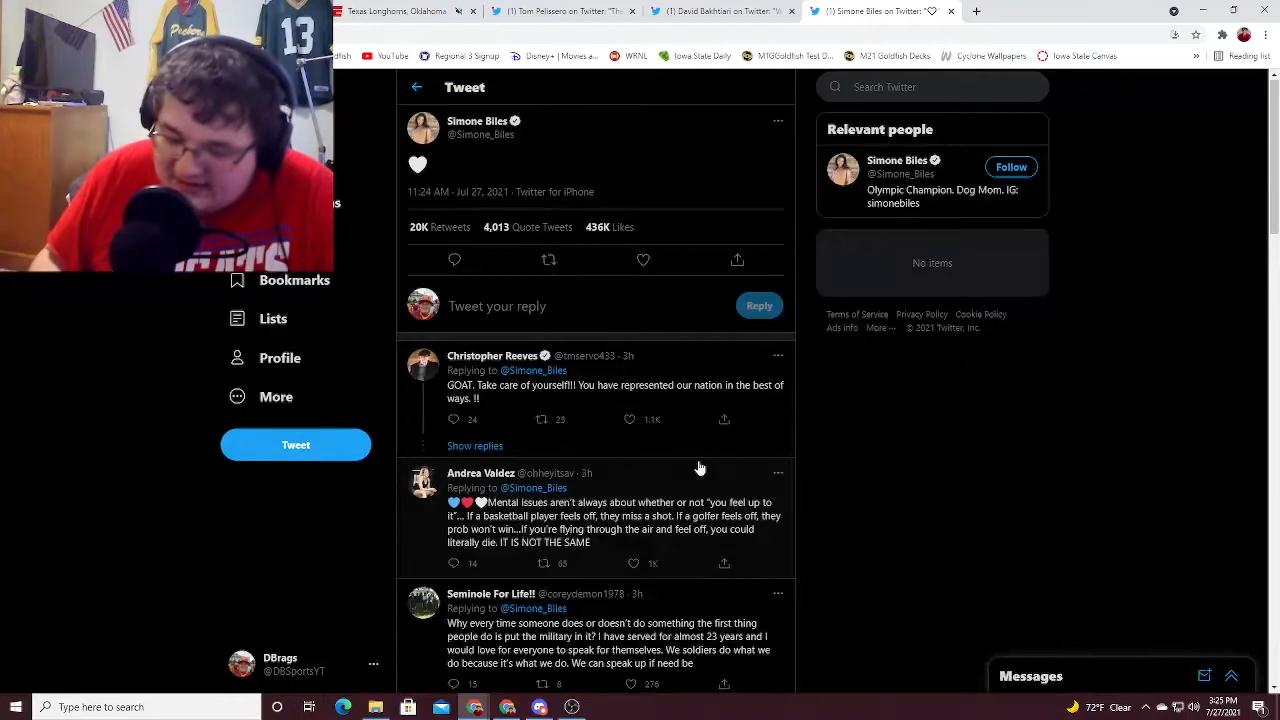 Texas Longhorns, Oklahoma
(1) Tom Pelissero on Twitter: "The
(1) David Bakhtiari on Twitter: "W
(1) Simone Biles on Twitter: "🤍
dfish
YouTube
Regional 3 Signup
Disney+ | Movies a...
WRNL
Iowa State Daily
MTGGoldfish Test D...
M21 Goldfish Decks
Cyclone Wallpapers
Iowa State Canvas
»
Reading list
Packers
13
CATS
Bookmarks
Lists
Profile
More
Tweet
DBrags
@DBSportsYT
Tweet
Simone Biles
@Simone_Biles
🤍
11:24 AM · Jul 27, 2021 · Twitter for iPhone
20K Retweets 4,013 Quote Tweets 436K Likes
Tweet your reply
Reply
Christopher Reeves @tmservo433 · 3h
Replying to @Simone_Biles
GOAT. Take care of yourself!!! You have represented our nation in the best of
ways. !!
24 23 1.1K
Show replies
Andrea Valdez @ohheyitsav · 3h
Replying to @Simone_Biles
💙❤️🤍Mental issues aren't always about whether or not "you feel up to
it"... If a basketball player feels off, they miss a shot. If a golfer feels off, they
prob won't win...If you're flying through the air and feel off, you could
literally die. IT IS NOT THE SAME
14 65 1K
Seminole For Life!! @coreydemon1978 · 3h
Replying to @Simone_Biles
Why every time someone does or doesn't do something the first thing
people do is put the military in it? I have served for almost 23 years and I
would love for everyone to speak for themselves. We soldiers do what we
do because it's what we do. We can speak up if need be
15 8 276
Search Twitter
Relevant people
Simone Biles
@Simone_Biles
Follow
Olympic Champion. Dog Mom. IG:
simonebiles
No items
Terms of Service Privacy Policy Cookie Policy
Ads info More ··· © 2021 Twitter, Inc.
Messages
Type here to search
72°F
3:25 PM
7/27/2021